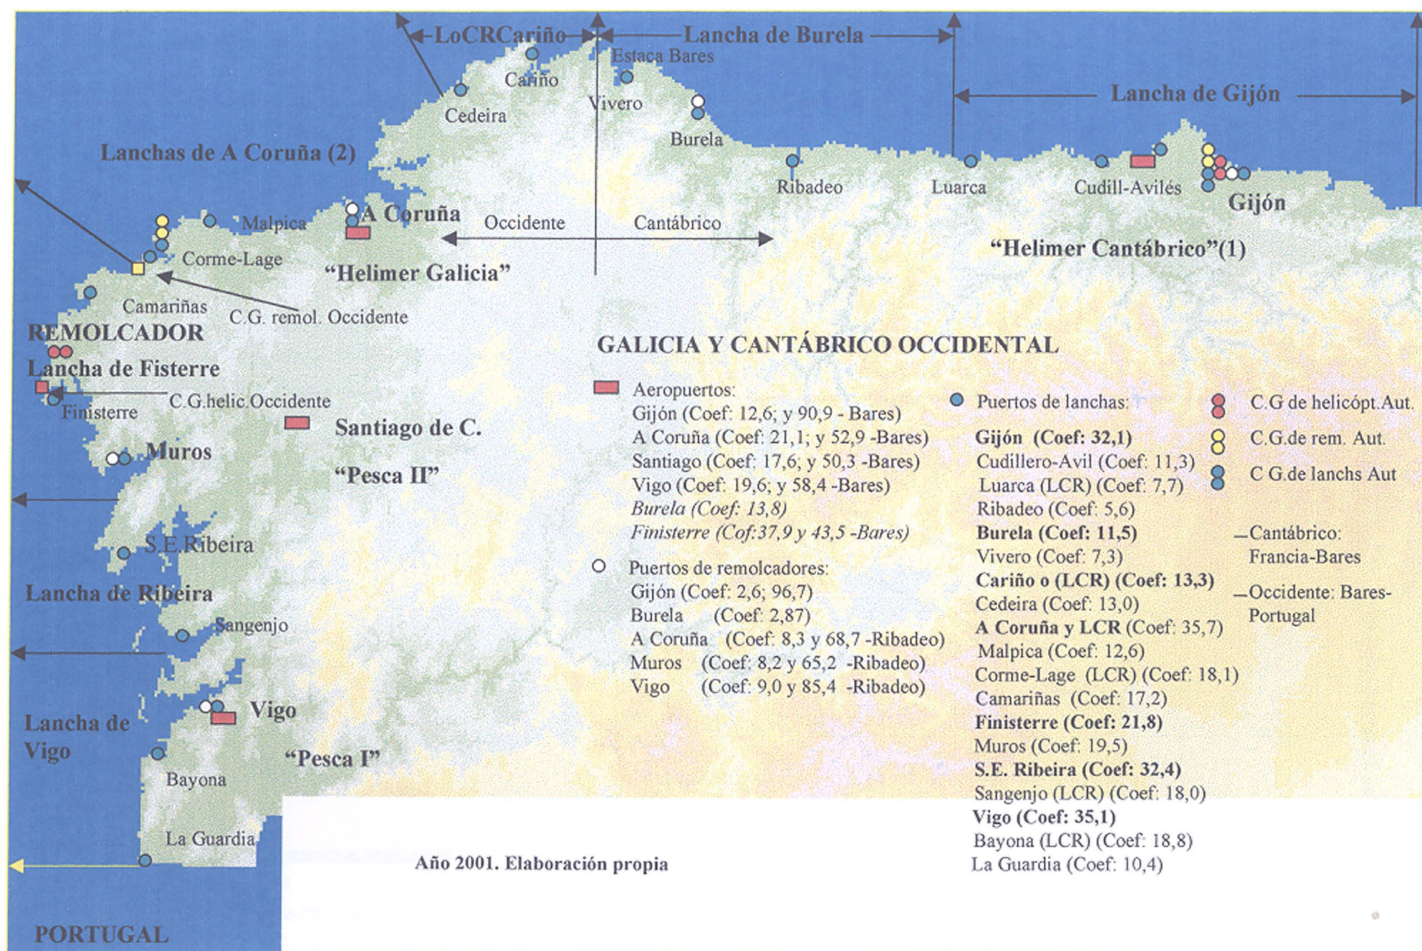 LoCRCariño
Lancha de Burela
Estaca Bares
Cariño
Cedeira
Vivero
Burela
Lancha de Gijón
Lanchas de A Coruña (2)
Ribadeo
Luarca
Cudill-Avilés
Gijón
Malpica
A Coruña
Occidente
Cantábrico
Corme-Lage
“Helimer Galicia”
“Helimer Cantábrico”(1)
Camariñas
C.G. remol. Occidente
REMOLCADOR
Lancha de Fisterre
C.G.helic.Occidente
Finisterre
Santiago de C.
Muros
“Pesca II”
S.E.Ribeira
Lancha de Ribeira
Sangenjo
Lancha de
Vigo
Vigo
“Pesca I”
Bayona
La Guardia
PORTUGAL
GALICIA Y CANTÁBRICO OCCIDENTAL
Aeropuertos:
Gijón (Coef: 12,6; y 90,9 - Bares)
A Coruña (Coef: 21,1; y 52,9 -Bares)
Santiago (Coef: 17,6; y 50,3 -Bares)
Vigo (Coef: 19,6; y 58,4 -Bares)
Burela (Coef: 13,8)
Finisterre (Cof:37,9 y 43,5 -Bares)
Puertos de remolcadores:
Gijón (Coef: 2,6; 96,7)
Burela (Coef: 2,87)
A Coruña (Coef: 8,3 y 68,7 -Ribadeo)
Muros (Coef: 8,2 y 65,2 -Ribadeo)
Vigo (Coef: 9,0 y 85,4 -Ribadeo)
Puertos de lanchas:
Gijón (Coef: 32,1)
Cudillero-Avil (Coef: 11,3)
Luarca (LCR) (Coef: 7,7)
Ribadeo (Coef: 5,6)
Burela (Coef: 11,5)
Vivero (Coef: 7,3)
Cariño o (LCR) (Coef: 13,3)
Cedeira (Coef: 13,0)
A Coruña y LCR (Coef: 35,7)
Malpica (Coef: 12,6)
Corme-Lage (LCR) (Coef: 18,1)
Camariñas (Coef: 17,2)
Finisterre (Coef: 21,8)
Muros (Coef: 19,5)
S.E. Ribeira (Coef: 32,4)
Sangenjo (LCR) (Coef: 18,0)
Vigo (Coef: 35,1)
Bayona (LCR) (Coef: 18,8)
La Guardia (Coef: 10,4)
C.G de helicópt.Aut.
C.G.de rem. Aut.
C G.de lanchs Aut
Cantábrico:
Francia-Bares
Occidente: Bares-
Portugal
Año 2001. Elaboración propia